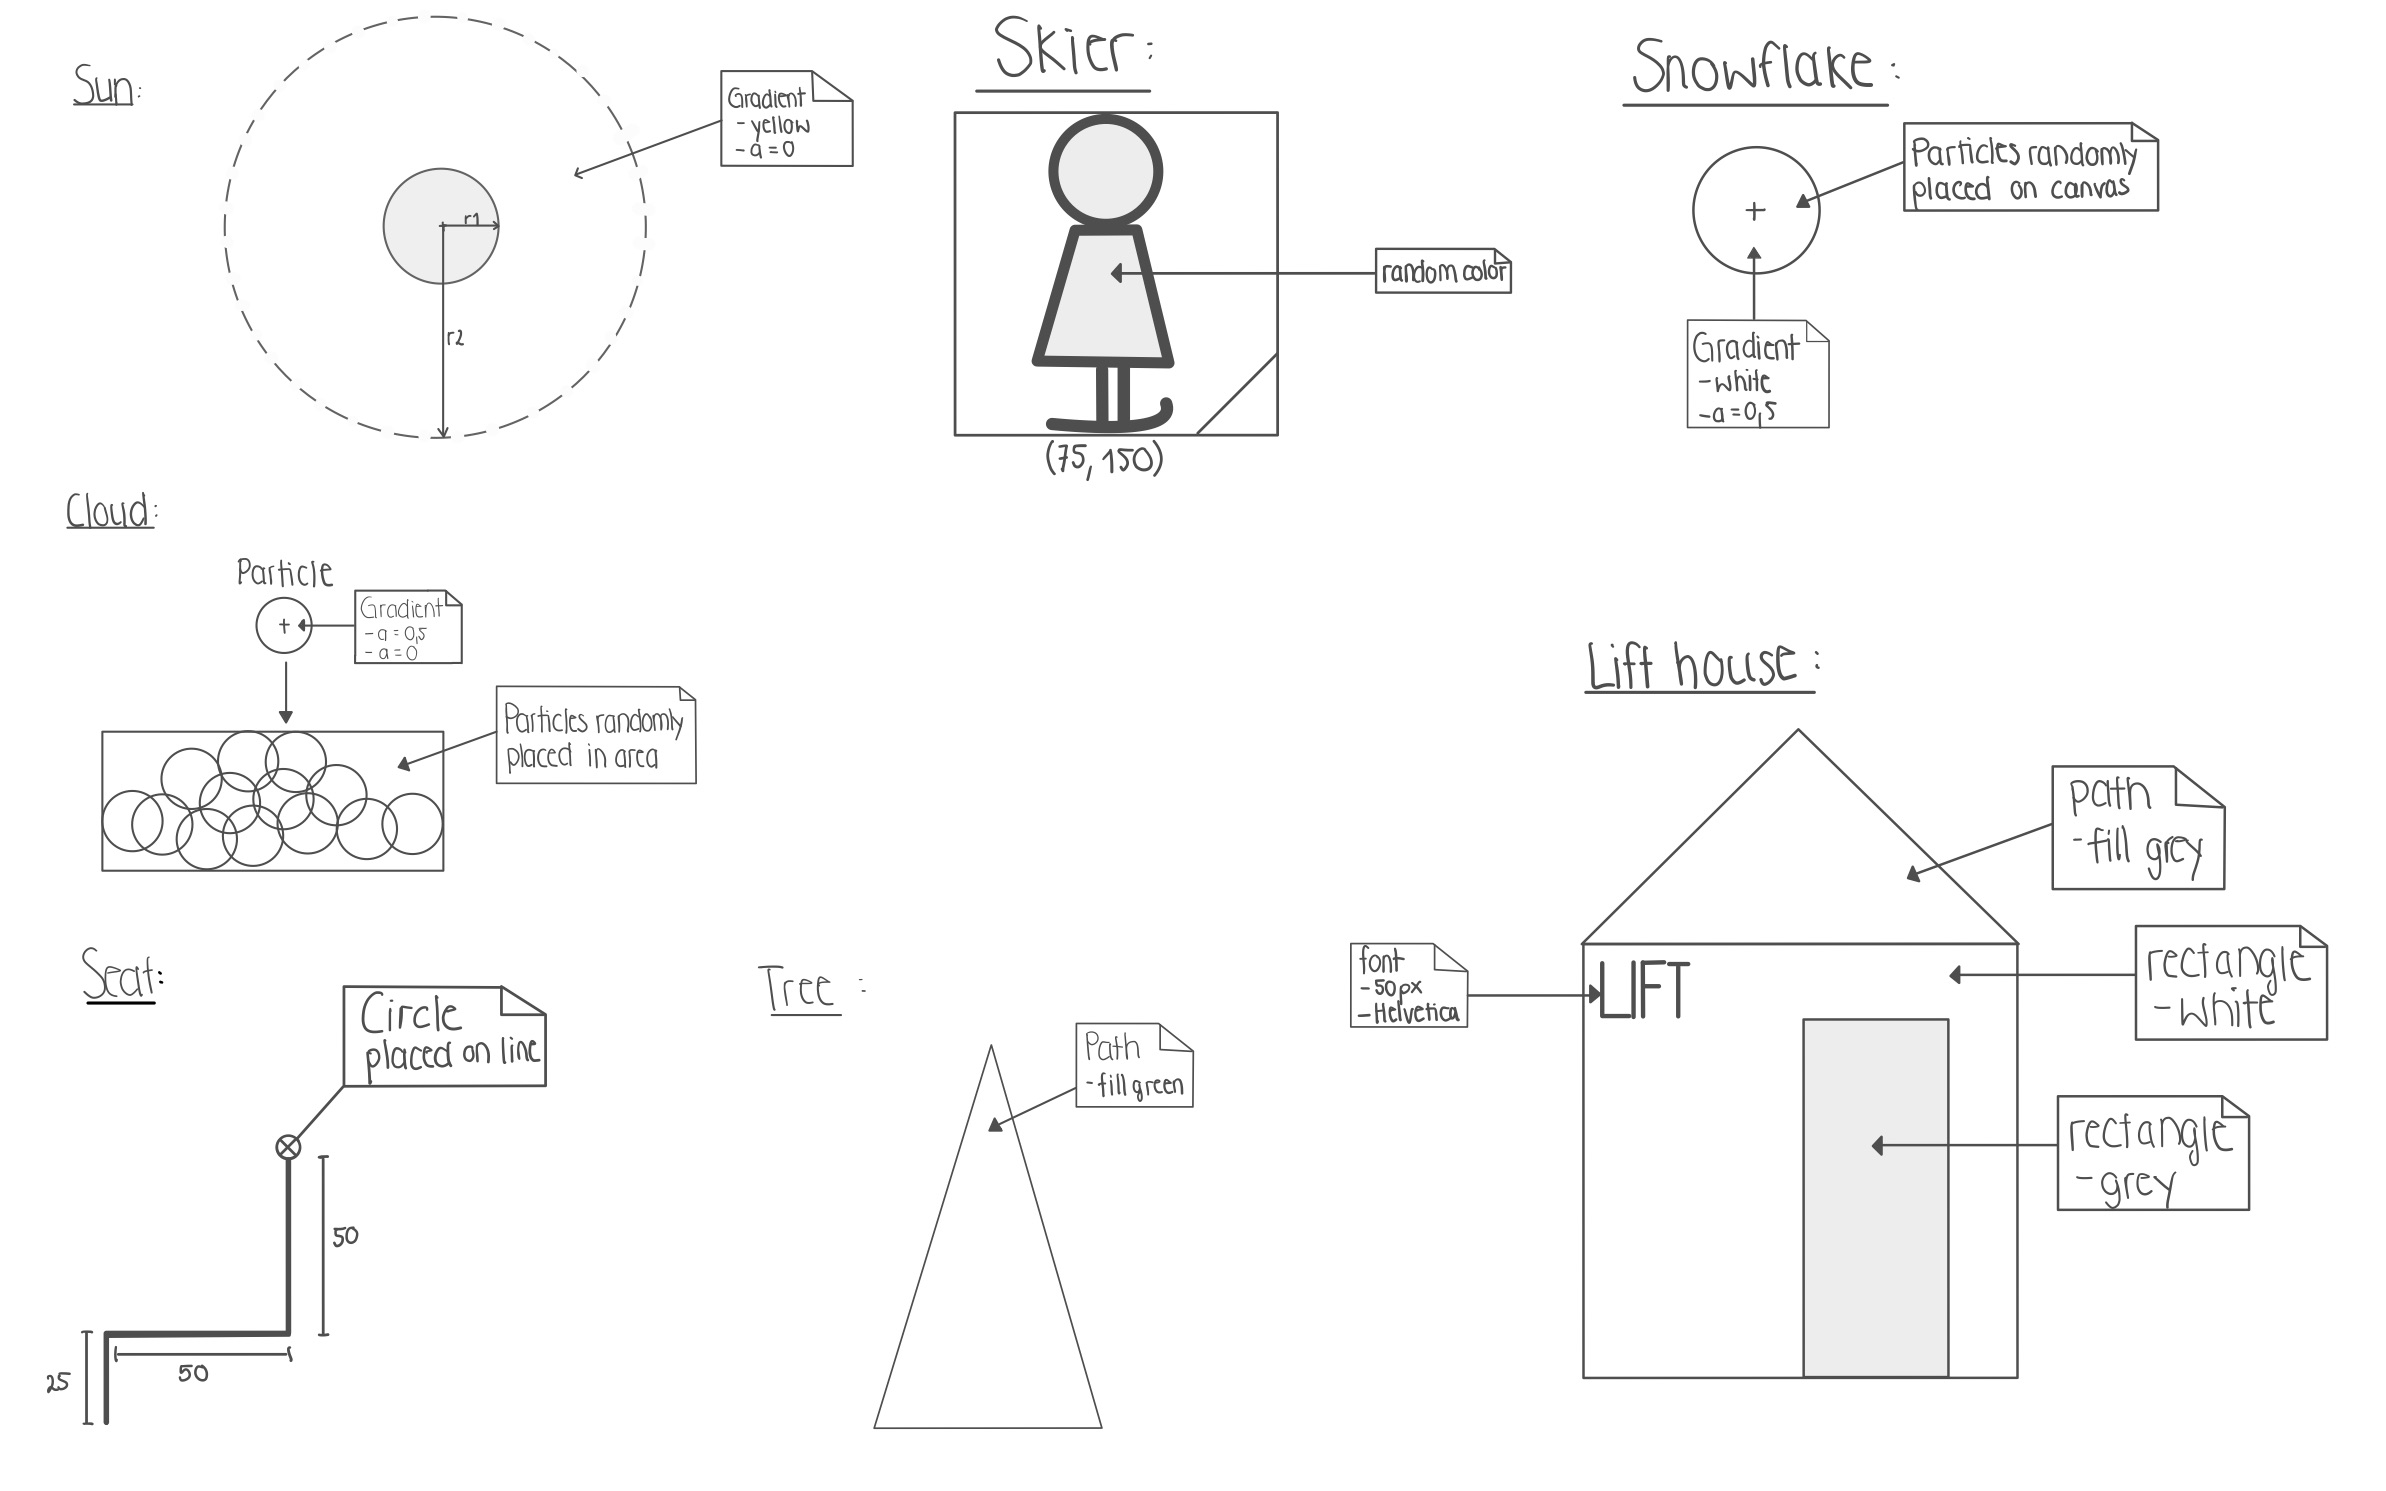 Sun:
Gradient
- yellow
- a = 0
r1
r2
Skier:
random color
(75, 150)
Snowflake:
Particles randomly
placed on canvas
Gradient
- white
- a = 0,5
Cloud:
Particle
Gradient
- a = 0,5
- a = 0
Particles randomly
placed in area
Lift house:
path
- fill grey
rectangle
- white
font
- 50px
- Helvetica
LIFT
rectangle
- grey
Seat:
Circle
placed on line
50
50
25
Tree :
Path
- fill green